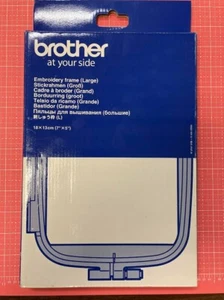 brother
at your side
Embroidery frame (Large)
Stickrahmen (Groß)
Cadre à broder (Grand)
Borduurring (groot)
Telaio da ricamo (Grande)
Bastidor (Grande)
Пяльцы для вышивания (большие)
刺しゅう枠 (L)
18 x 13cm (7" x 5")